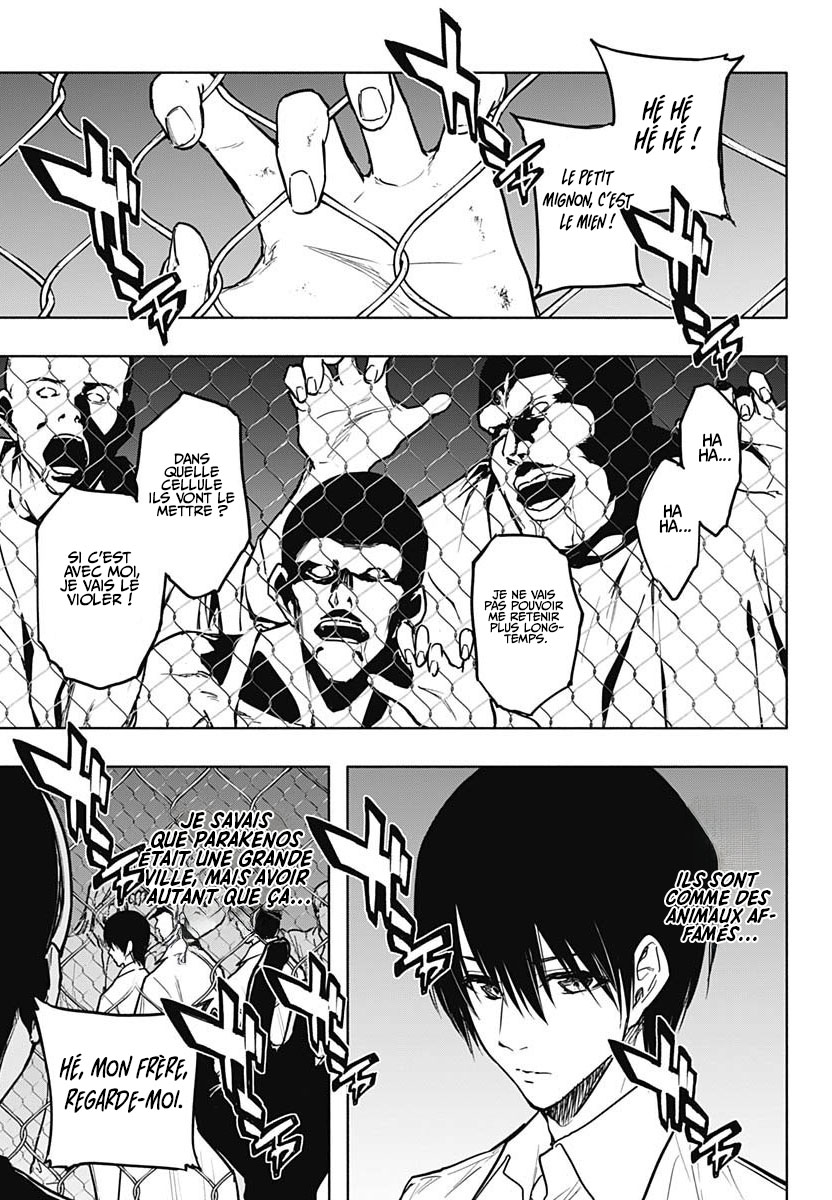 HÉ HÉ
HÉ HÉ !
LE PETIT
MIGNON, C'EST
LE MIEN !
HA
HA...
HA
HA...
JE NE VAIS
PAS POUVOIR
ME RETENIR
PLUS LONG-
TEMPS.
DANS
QUELLE
CELLULE
ILS VONT LE
METTRE ?
SI C'EST
AVEC MOI,
JE VAIS LE
VIOLER !
ILS SONT
COMME DES
ANIMAUX AF-
FAMÉS...
JE SAVAIS
QUE PARAKENOS
ÉTAIT UNE GRANDE
VILLE, MAIS AVOIR
AUTANT QUE ÇA...
HÉ, MON FRÈRE,
REGARDE-MOI.